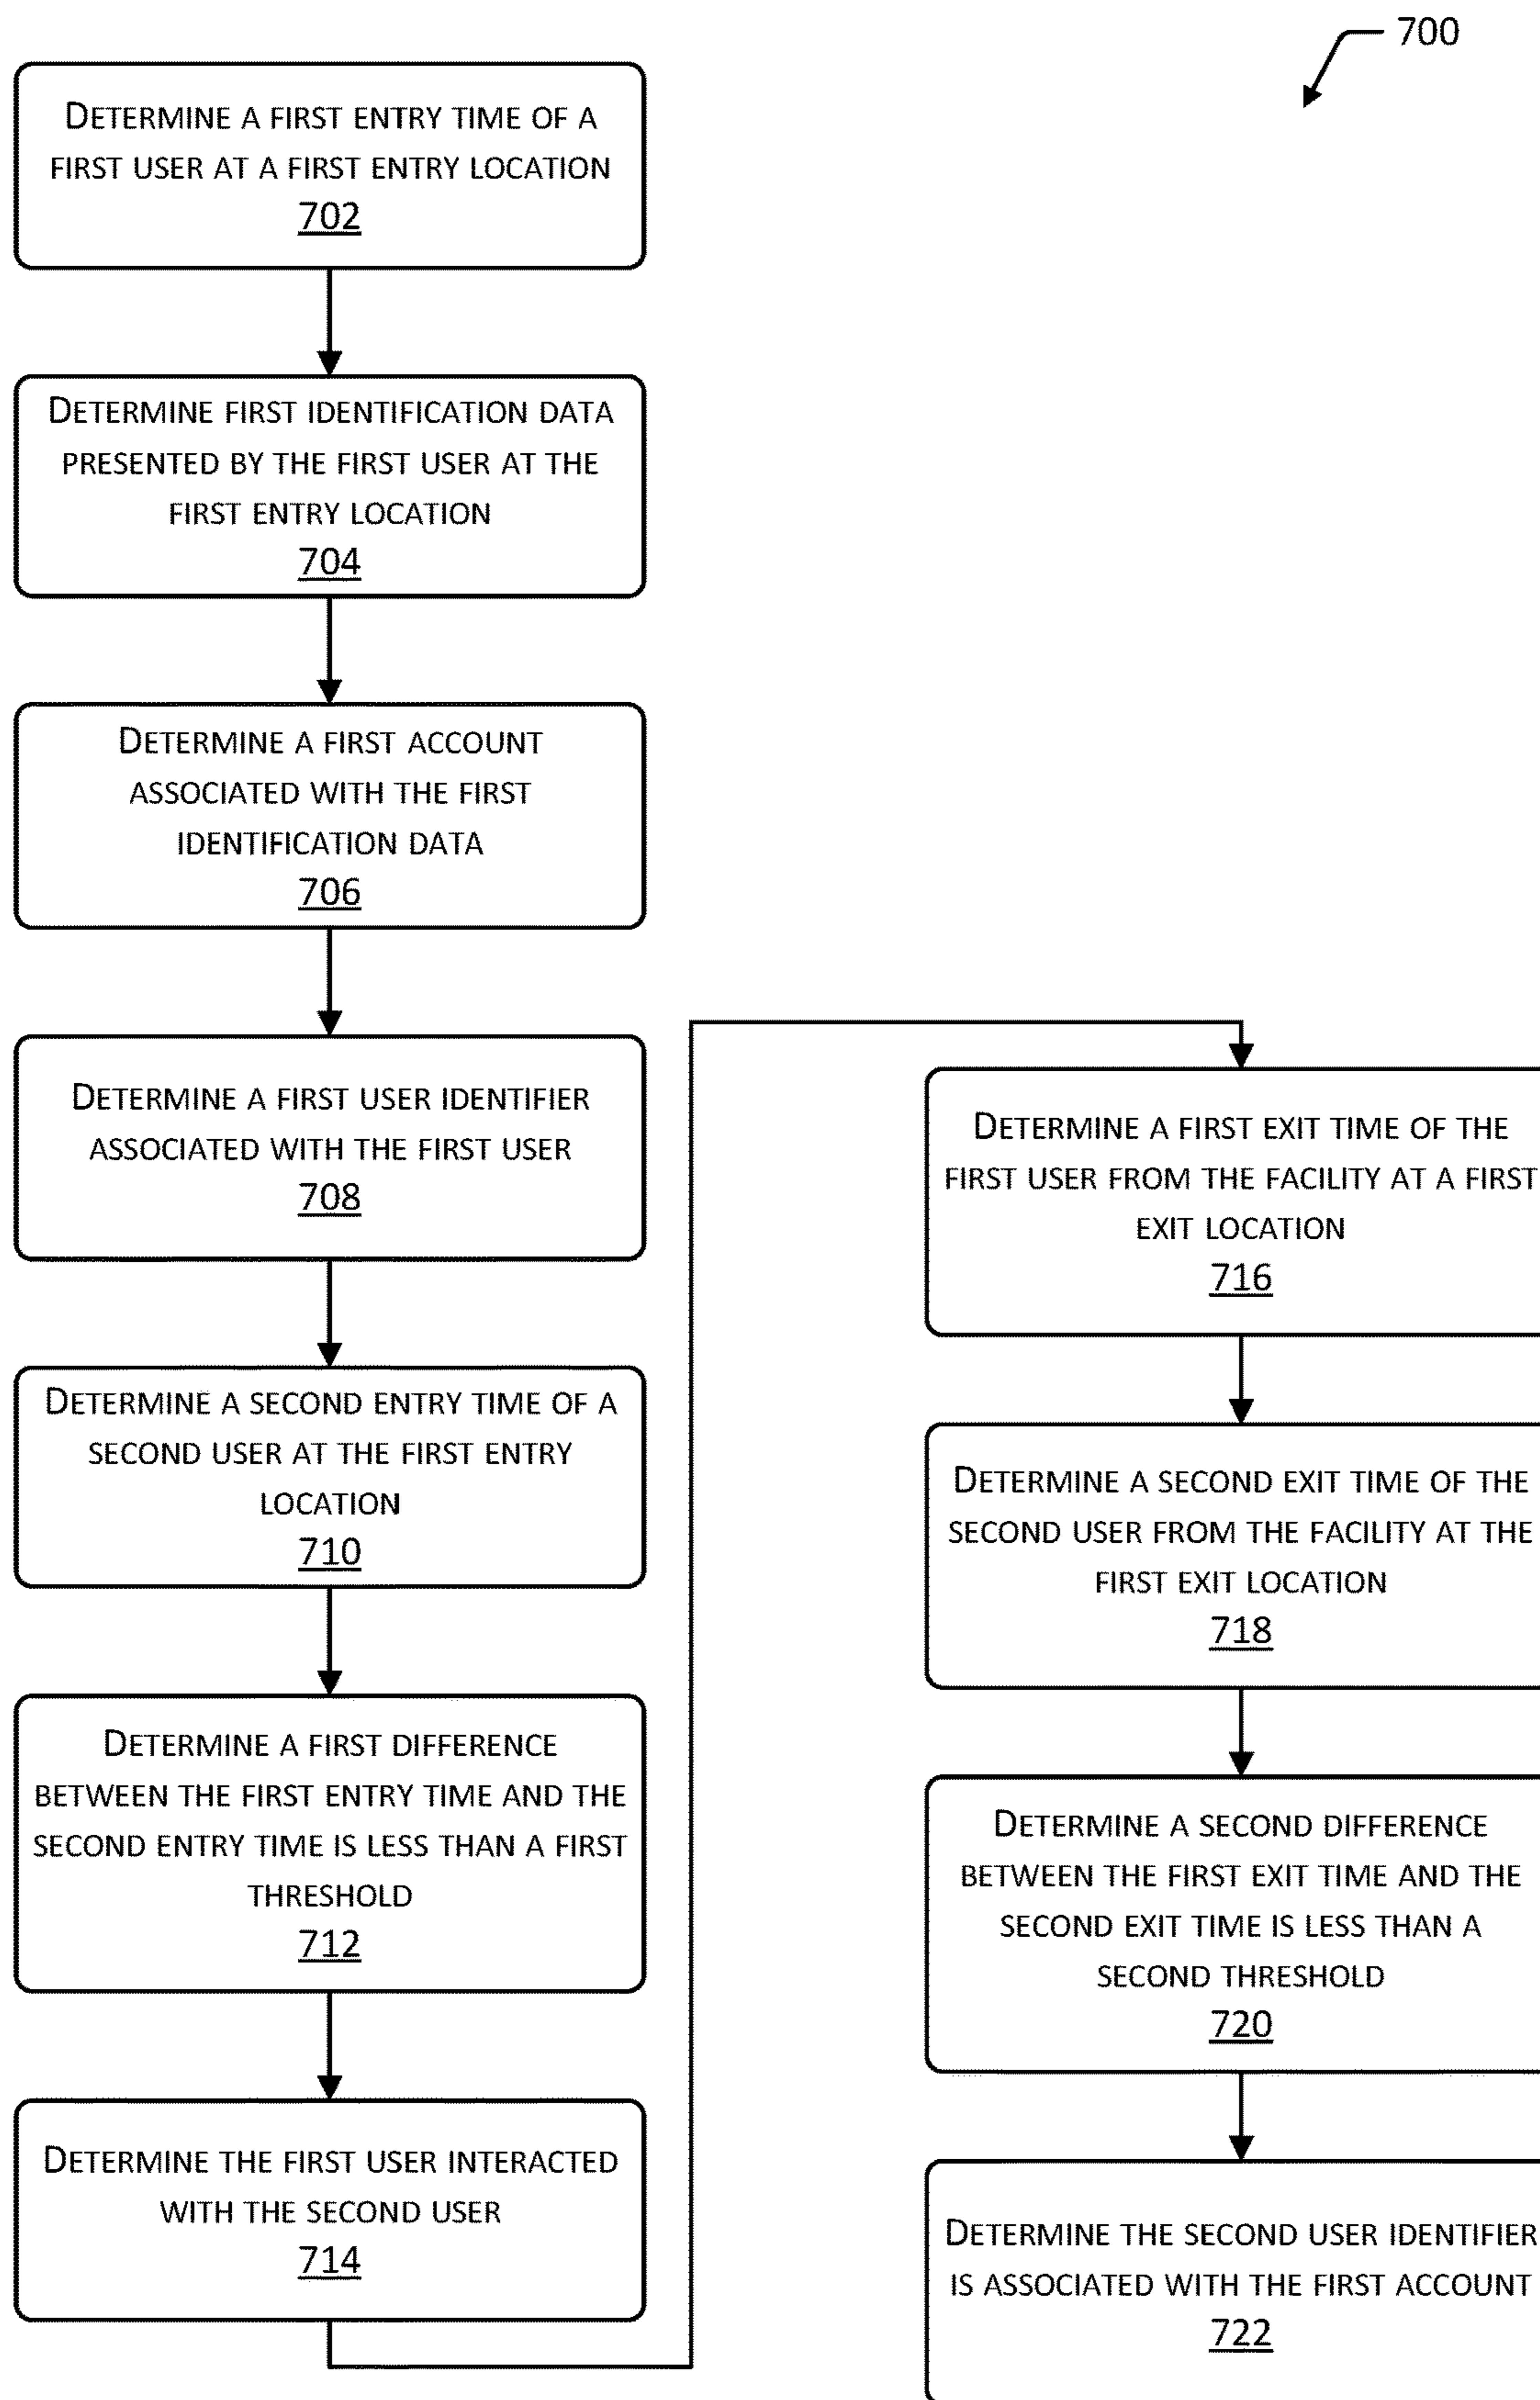 700
DETERMINE A FIRST ENTRY TIME OF A
FIRST USER AT A FIRST ENTRY LOCATION
702
DETERMINE FIRST IDENTIFICATION DATA
PRESENTED BY THE FIRST USER AT THE
FIRST ENTRY LOCATION
704
DETERMINE A FIRST ACCOUNT
ASSOCIATED WITH THE FIRST
IDENTIFICATION DATA
706
DETERMINE A FIRST USER IDENTIFIER
ASSOCIATED WITH THE FIRST USER
708
DETERMINE A SECOND ENTRY TIME OF A
SECOND USER AT THE FIRST ENTRY
LOCATION
710
DETERMINE A FIRST DIFFERENCE
BETWEEN THE FIRST ENTRY TIME AND THE
SECOND ENTRY TIME IS LESS THAN A FIRST
THRESHOLD
712
DETERMINE THE FIRST USER INTERACTED
WITH THE SECOND USER
714
DETERMINE A FIRST EXIT TIME OF THE
FIRST USER FROM THE FACILITY AT A FIRST
EXIT LOCATION
716
DETERMINE A SECOND EXIT TIME OF THE
SECOND USER FROM THE FACILITY AT THE
FIRST EXIT LOCATION
718
DETERMINE A SECOND DIFFERENCE
BETWEEN THE FIRST EXIT TIME AND THE
SECOND EXIT TIME IS LESS THAN A
SECOND THRESHOLD
720
DETERMINE THE SECOND USER IDENTIFIER
IS ASSOCIATED WITH THE FIRST ACCOUNT
722